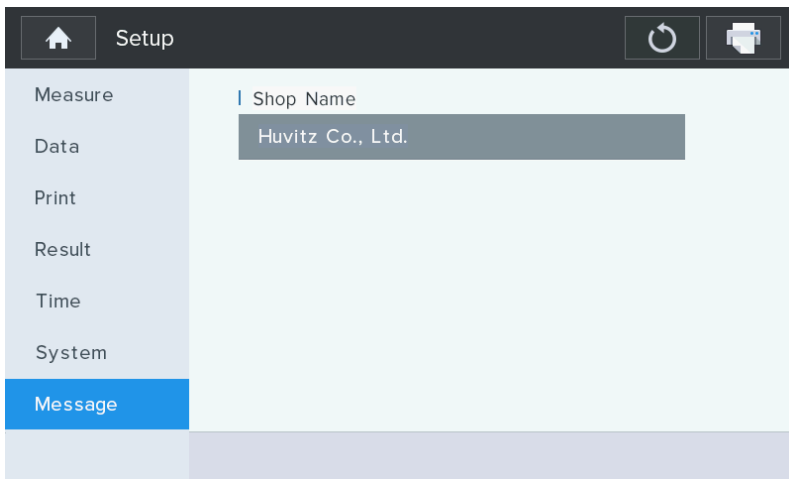 Setup
Measure
Data
Print
Result
Time
System
Message
Shop Name
Huvitz Co., Ltd.